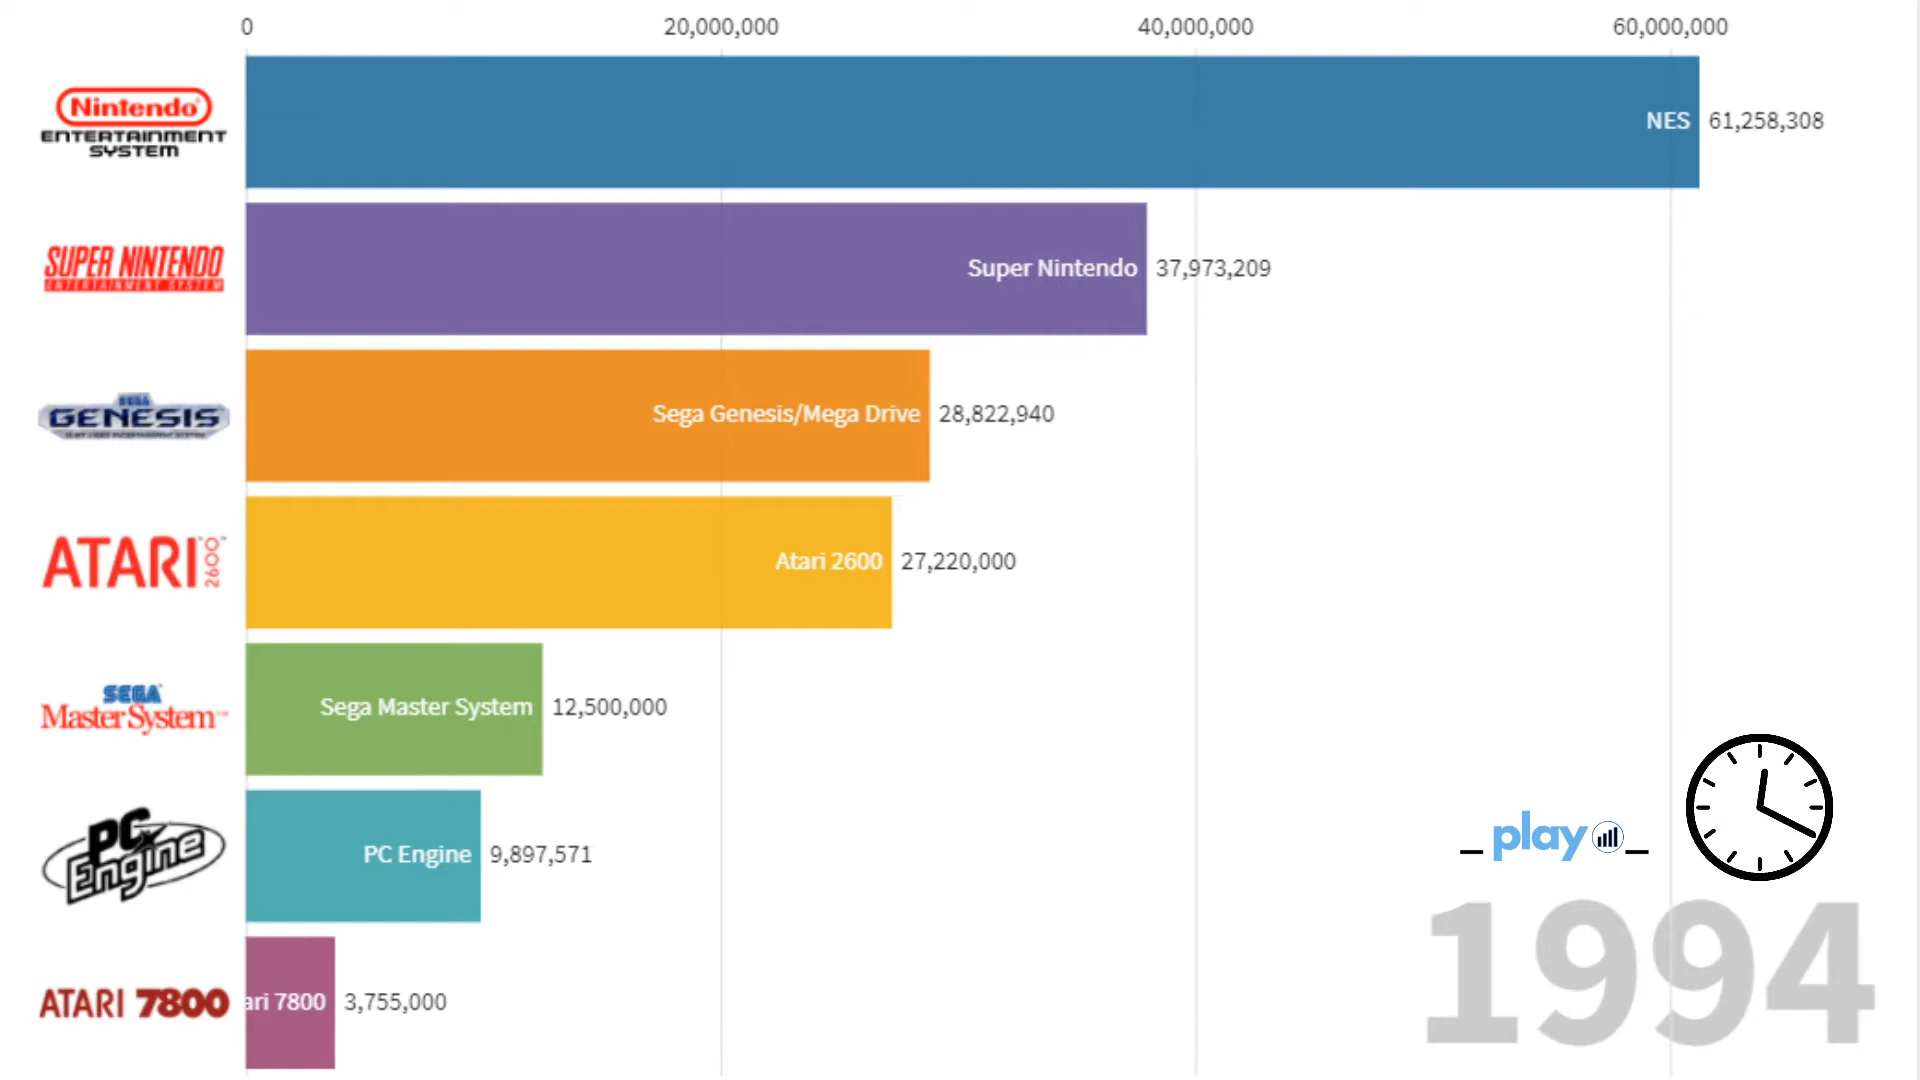 0 20,000,000 40,000,000 60,000,000
Nintendo
ENTERTAINMENT
SYSTEM
NES 61,258,308
SUPER NINTENDO
ENTERTAINMENT SYSTEM
Super Nintendo 37,973,209
SEGA
GENESIS
Sega Genesis/Mega Drive 28,822,940
ATARI 2600
Atari 2600 27,220,000
SEGA
Master System
Sega Master System 12,500,000
PC
Engine
PC Engine 9,897,571
ATARI 7800
ari 7800 3,755,000
_ play _
1994